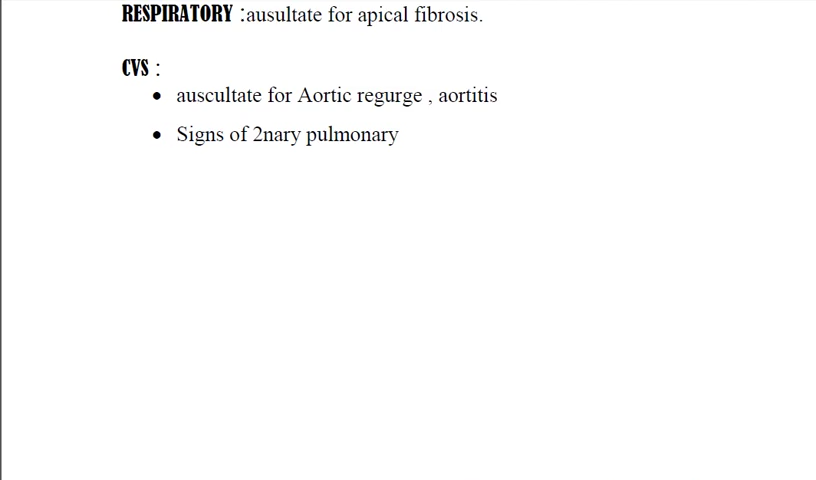 RESPIRATORY :ausultate for apical fibrosis.
CVS :
• auscultate for Aortic regurge , aortitis
• Signs of 2nary pulmonary